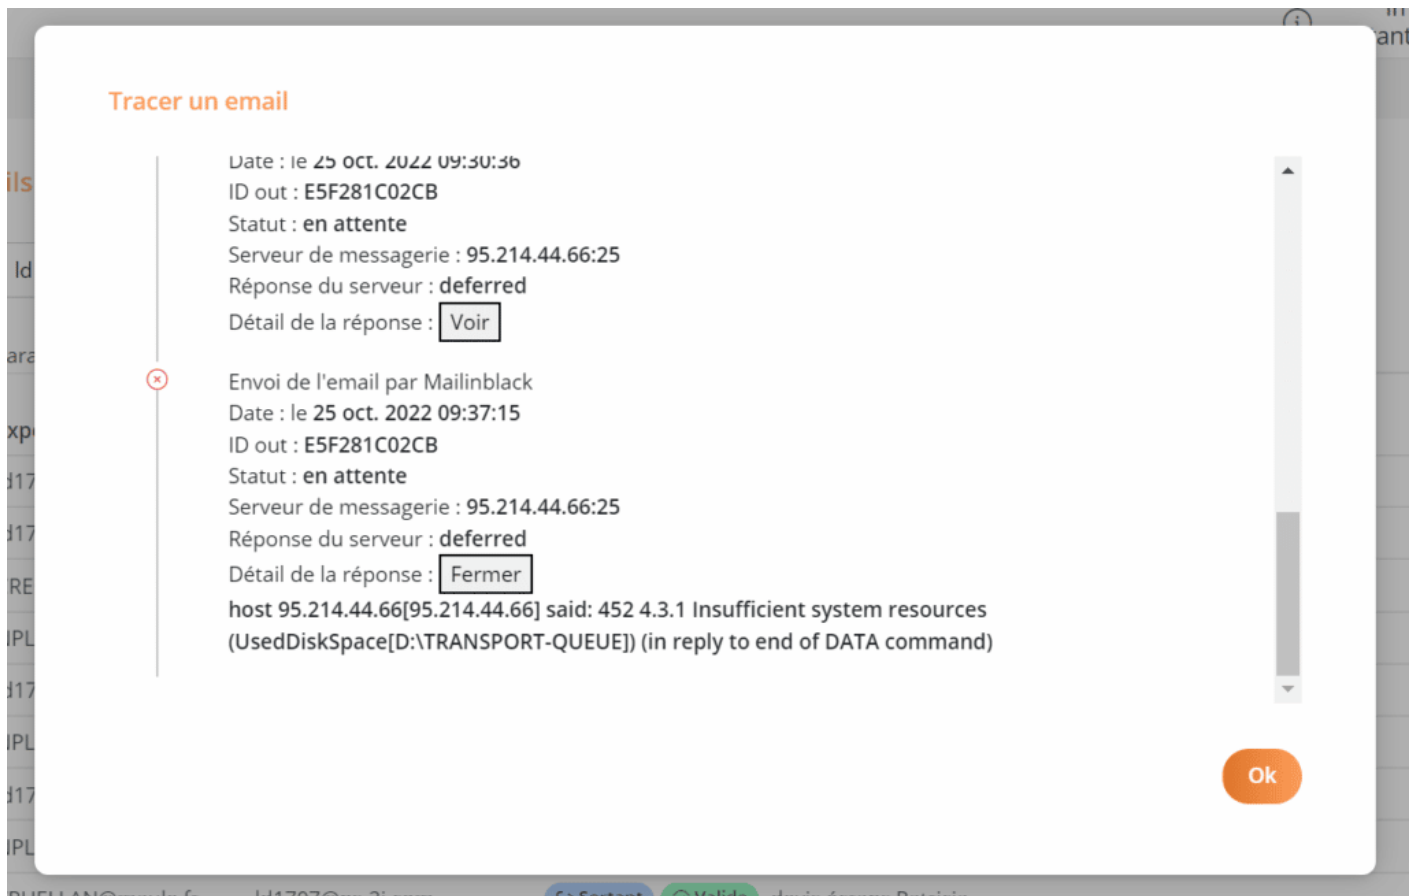 Tracer un email
Date : le 25 oct. 2022 09:30:36
ID out : E5F281C02CB
Statut : en attente
Serveur de messagerie : 95.214.44.66:25
Réponse du serveur : deferred
Détail de la réponse : Voir
Envoi de l'email par Mailinblack
Date : le 25 oct. 2022 09:37:15
ID out : E5F281C02CB
Statut : en attente
Serveur de messagerie : 95.214.44.66:25
Réponse du serveur : deferred
Détail de la réponse : Fermer
host 95.214.44.66[95.214.44.66] said: 452 4.3.1 Insufficient system resources
(UsedDiskSpace[D:\TRANSPORT-QUEUE]) (in reply to end of DATA command)
Ok